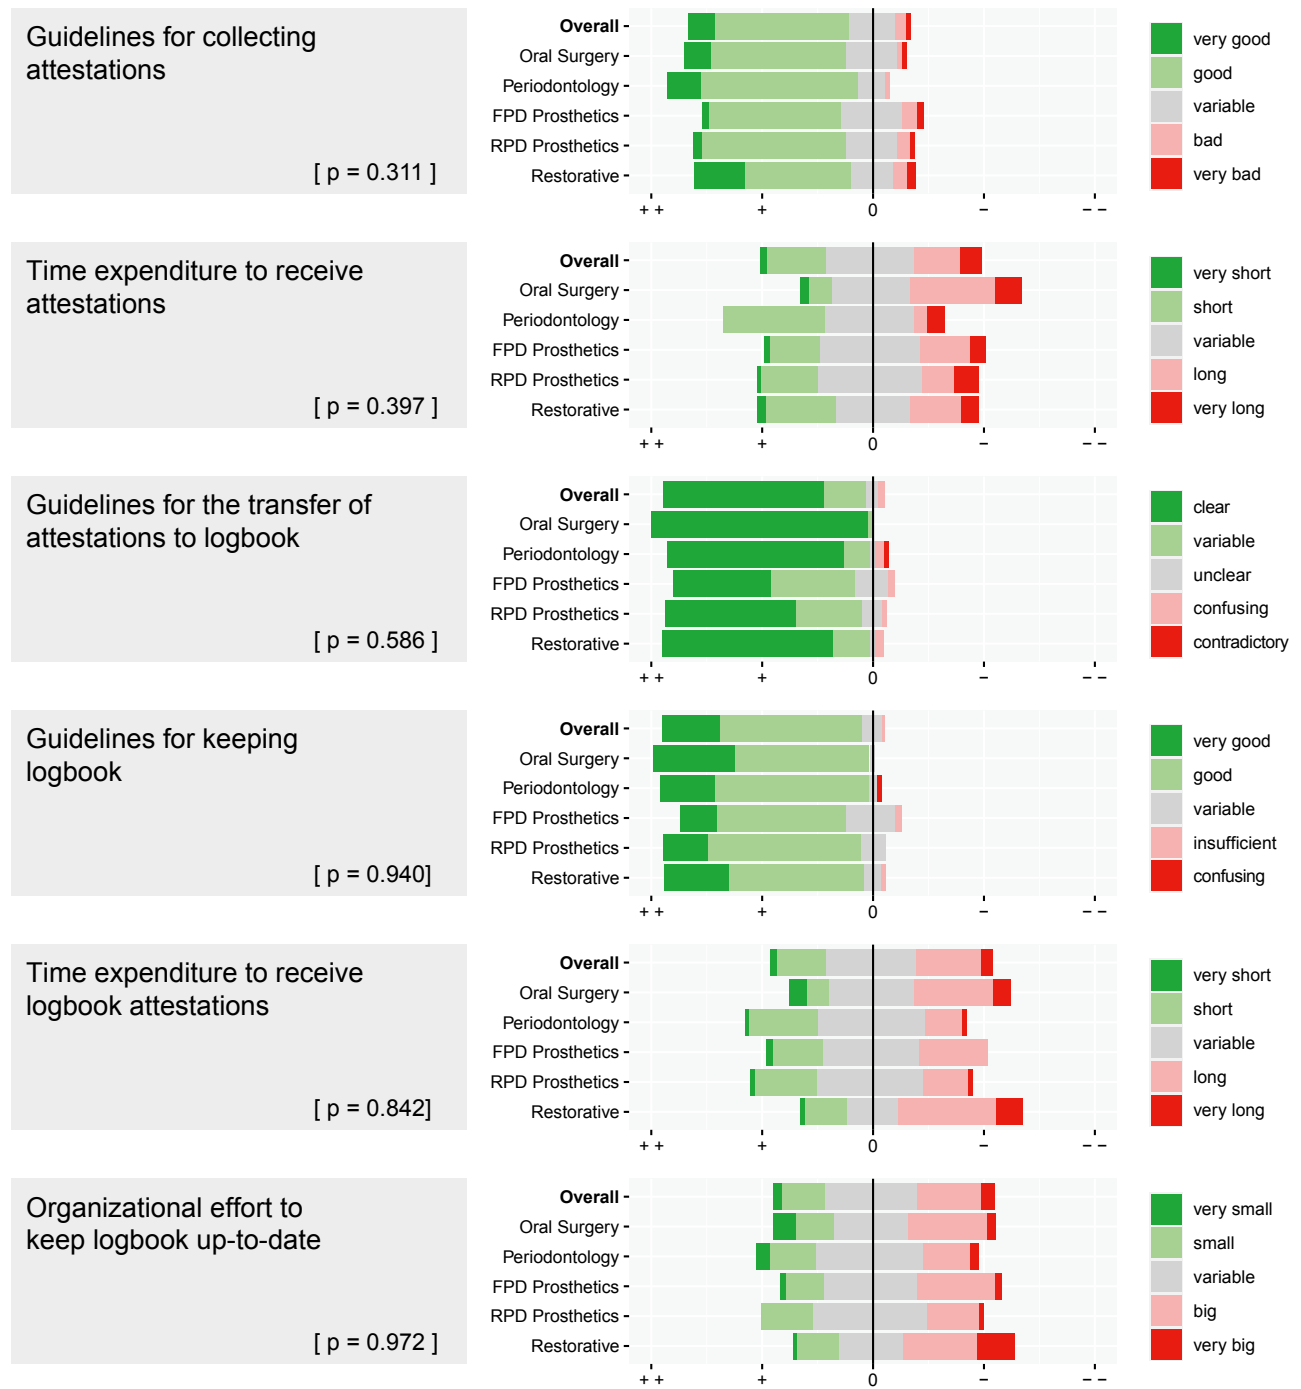 Guidelines for collecting
attestations
[ p = 0.311 ]
Overall
Oral Surgery
Periodontology
FPD Prosthetics
RPD Prosthetics
Restorative
+ + + 0 − − −
very good
good
variable
bad
very bad
Time expenditure to receive
attestations
[ p = 0.397 ]
Overall
Oral Surgery
Periodontology
FPD Prosthetics
RPD Prosthetics
Restorative
+ + + 0 − − −
very short
short
variable
long
very long
Guidelines for the transfer of
attestations to logbook
[ p = 0.586 ]
Overall
Oral Surgery
Periodontology
FPD Prosthetics
RPD Prosthetics
Restorative
+ + + 0 − − −
clear
variable
unclear
confusing
contradictory
Guidelines for keeping
logbook
[ p = 0.940]
Overall
Oral Surgery
Periodontology
FPD Prosthetics
RPD Prosthetics
Restorative
+ + + 0 − − −
very good
good
variable
insufficient
confusing
Time expenditure to receive
logbook attestations
[ p = 0.842]
Overall
Oral Surgery
Periodontology
FPD Prosthetics
RPD Prosthetics
Restorative
+ + + 0 − − −
very short
short
variable
long
very long
Organizational effort to
keep logbook up-to-date
[ p = 0.972 ]
Overall
Oral Surgery
Periodontology
FPD Prosthetics
RPD Prosthetics
Restorative
+ + + 0 − − −
very small
small
variable
big
very big